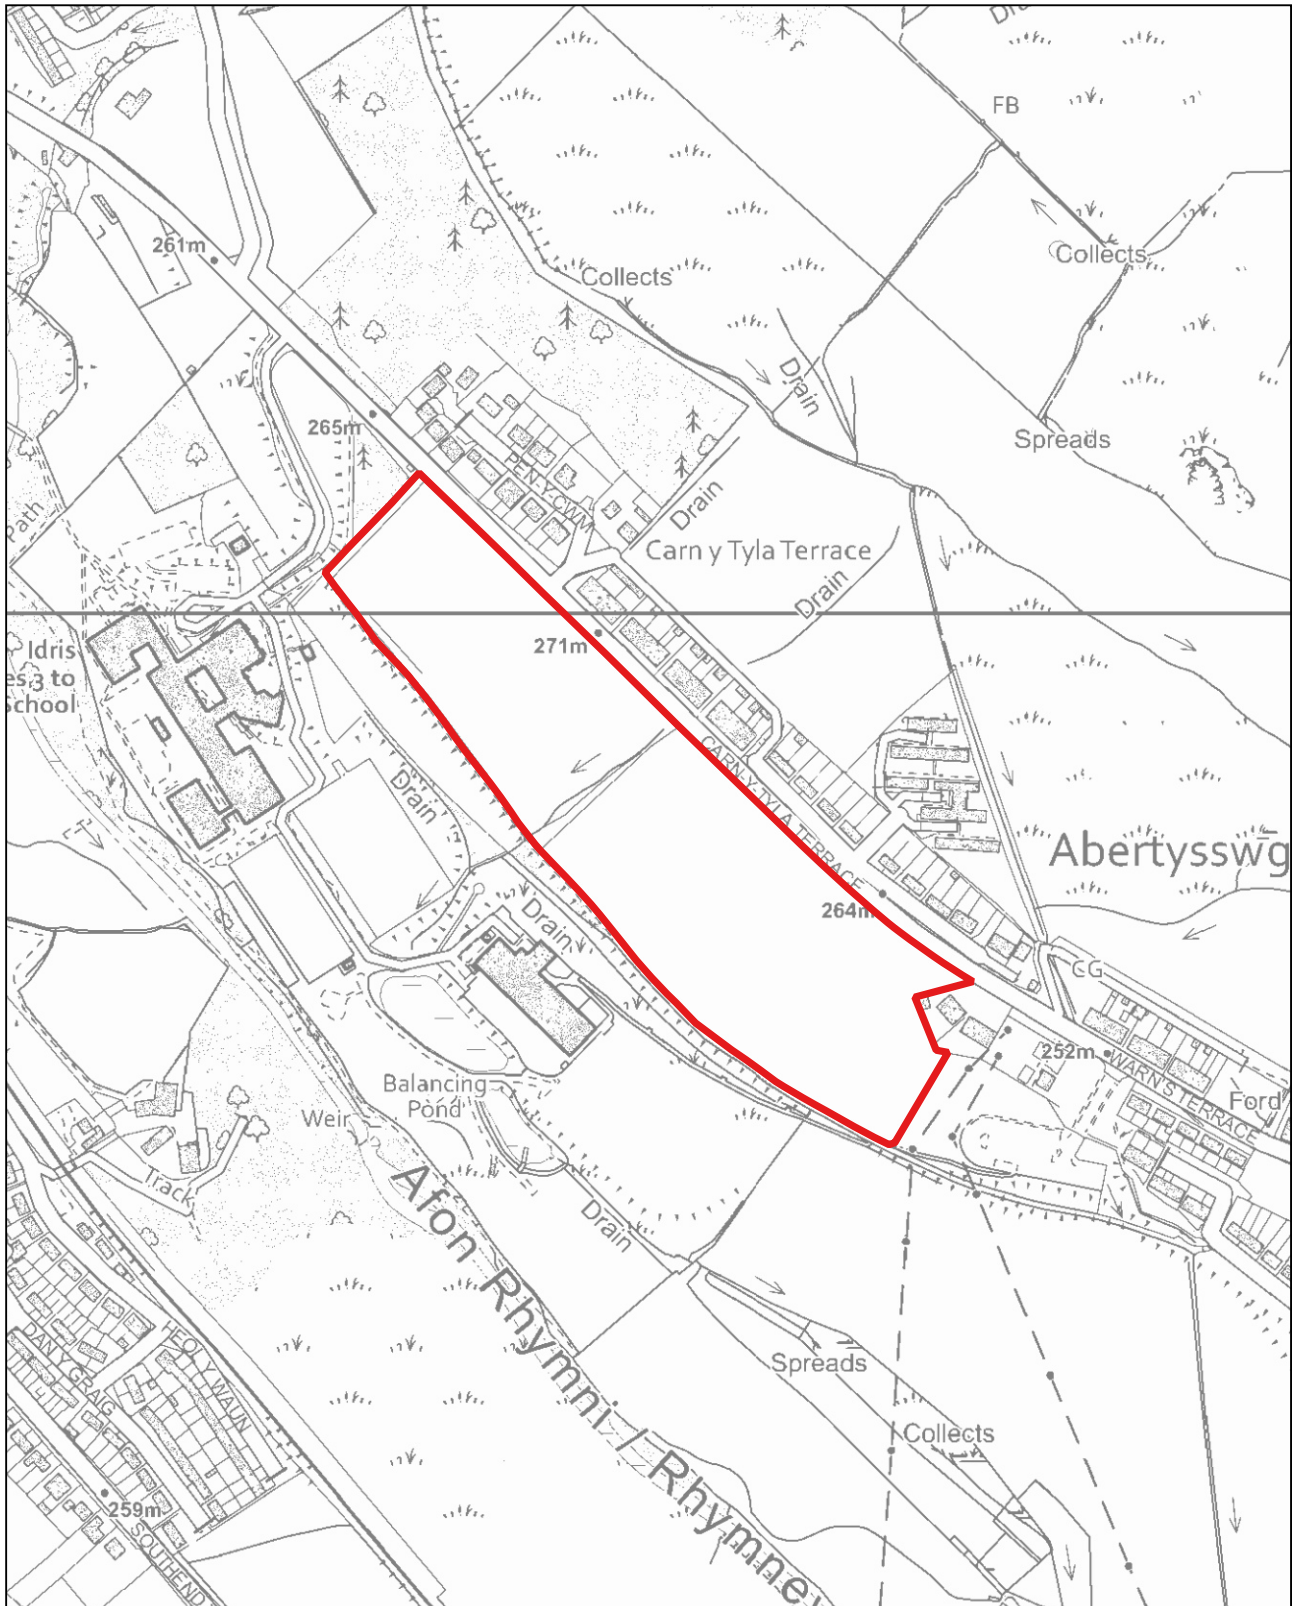 FB
261m
Collects
Collects
Drain
265m
Spreads
PEN-Y-CWM
Drain
Path
Carn y Tyla Terrace
Drain
271m
Idris
es 3 to
School
CARN-Y-TYLA TERRACE
Drain
Abertysswg
264m
Drain
CG
252m
WARN'S TERRACE
Balancing
Pond
Ford
Weir
Track
Afon Rhymni / Rhymney
Drain
HEOL Y WAUN
DAN Y GRAIG
Spreads
Collects
259m
SOUTHEND